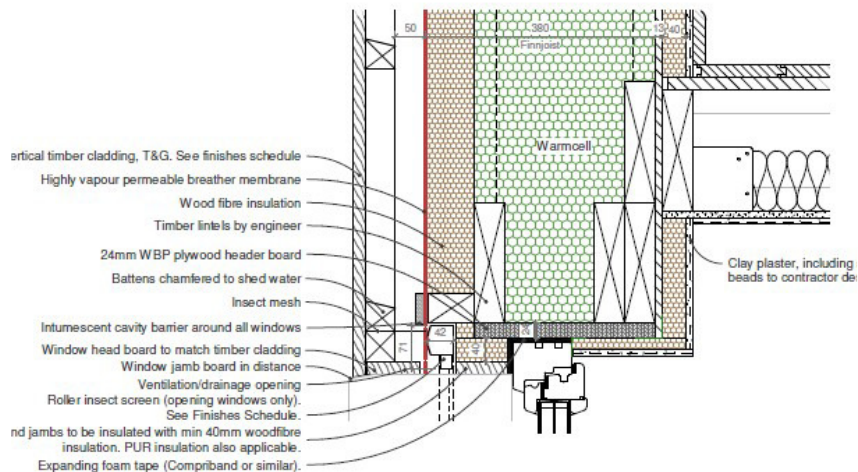 50
380
13
40
Finnjoist
Warmcell
ertical timber cladding, T&G. See finishes schedule
Highly vapour permeable breather membrane
Wood fibre insulation
Timber lintels by engineer
24mm WBP plywood header board
Battens chamfered to shed water
Insect mesh
Intumescent cavity barrier around all windows
Window head board to match timber cladding
Window jamb board in distance
Ventilation/drainage opening
Roller insect screen (opening windows only).
See Finishes Schedule.
nd jambs to be insulated with min 40mm woodfibre
insulation. PUR insulation also applicable.
Expanding foam tape (Compriband or similar).
42
71
40
24
Clay plaster, including
beads to contractor de